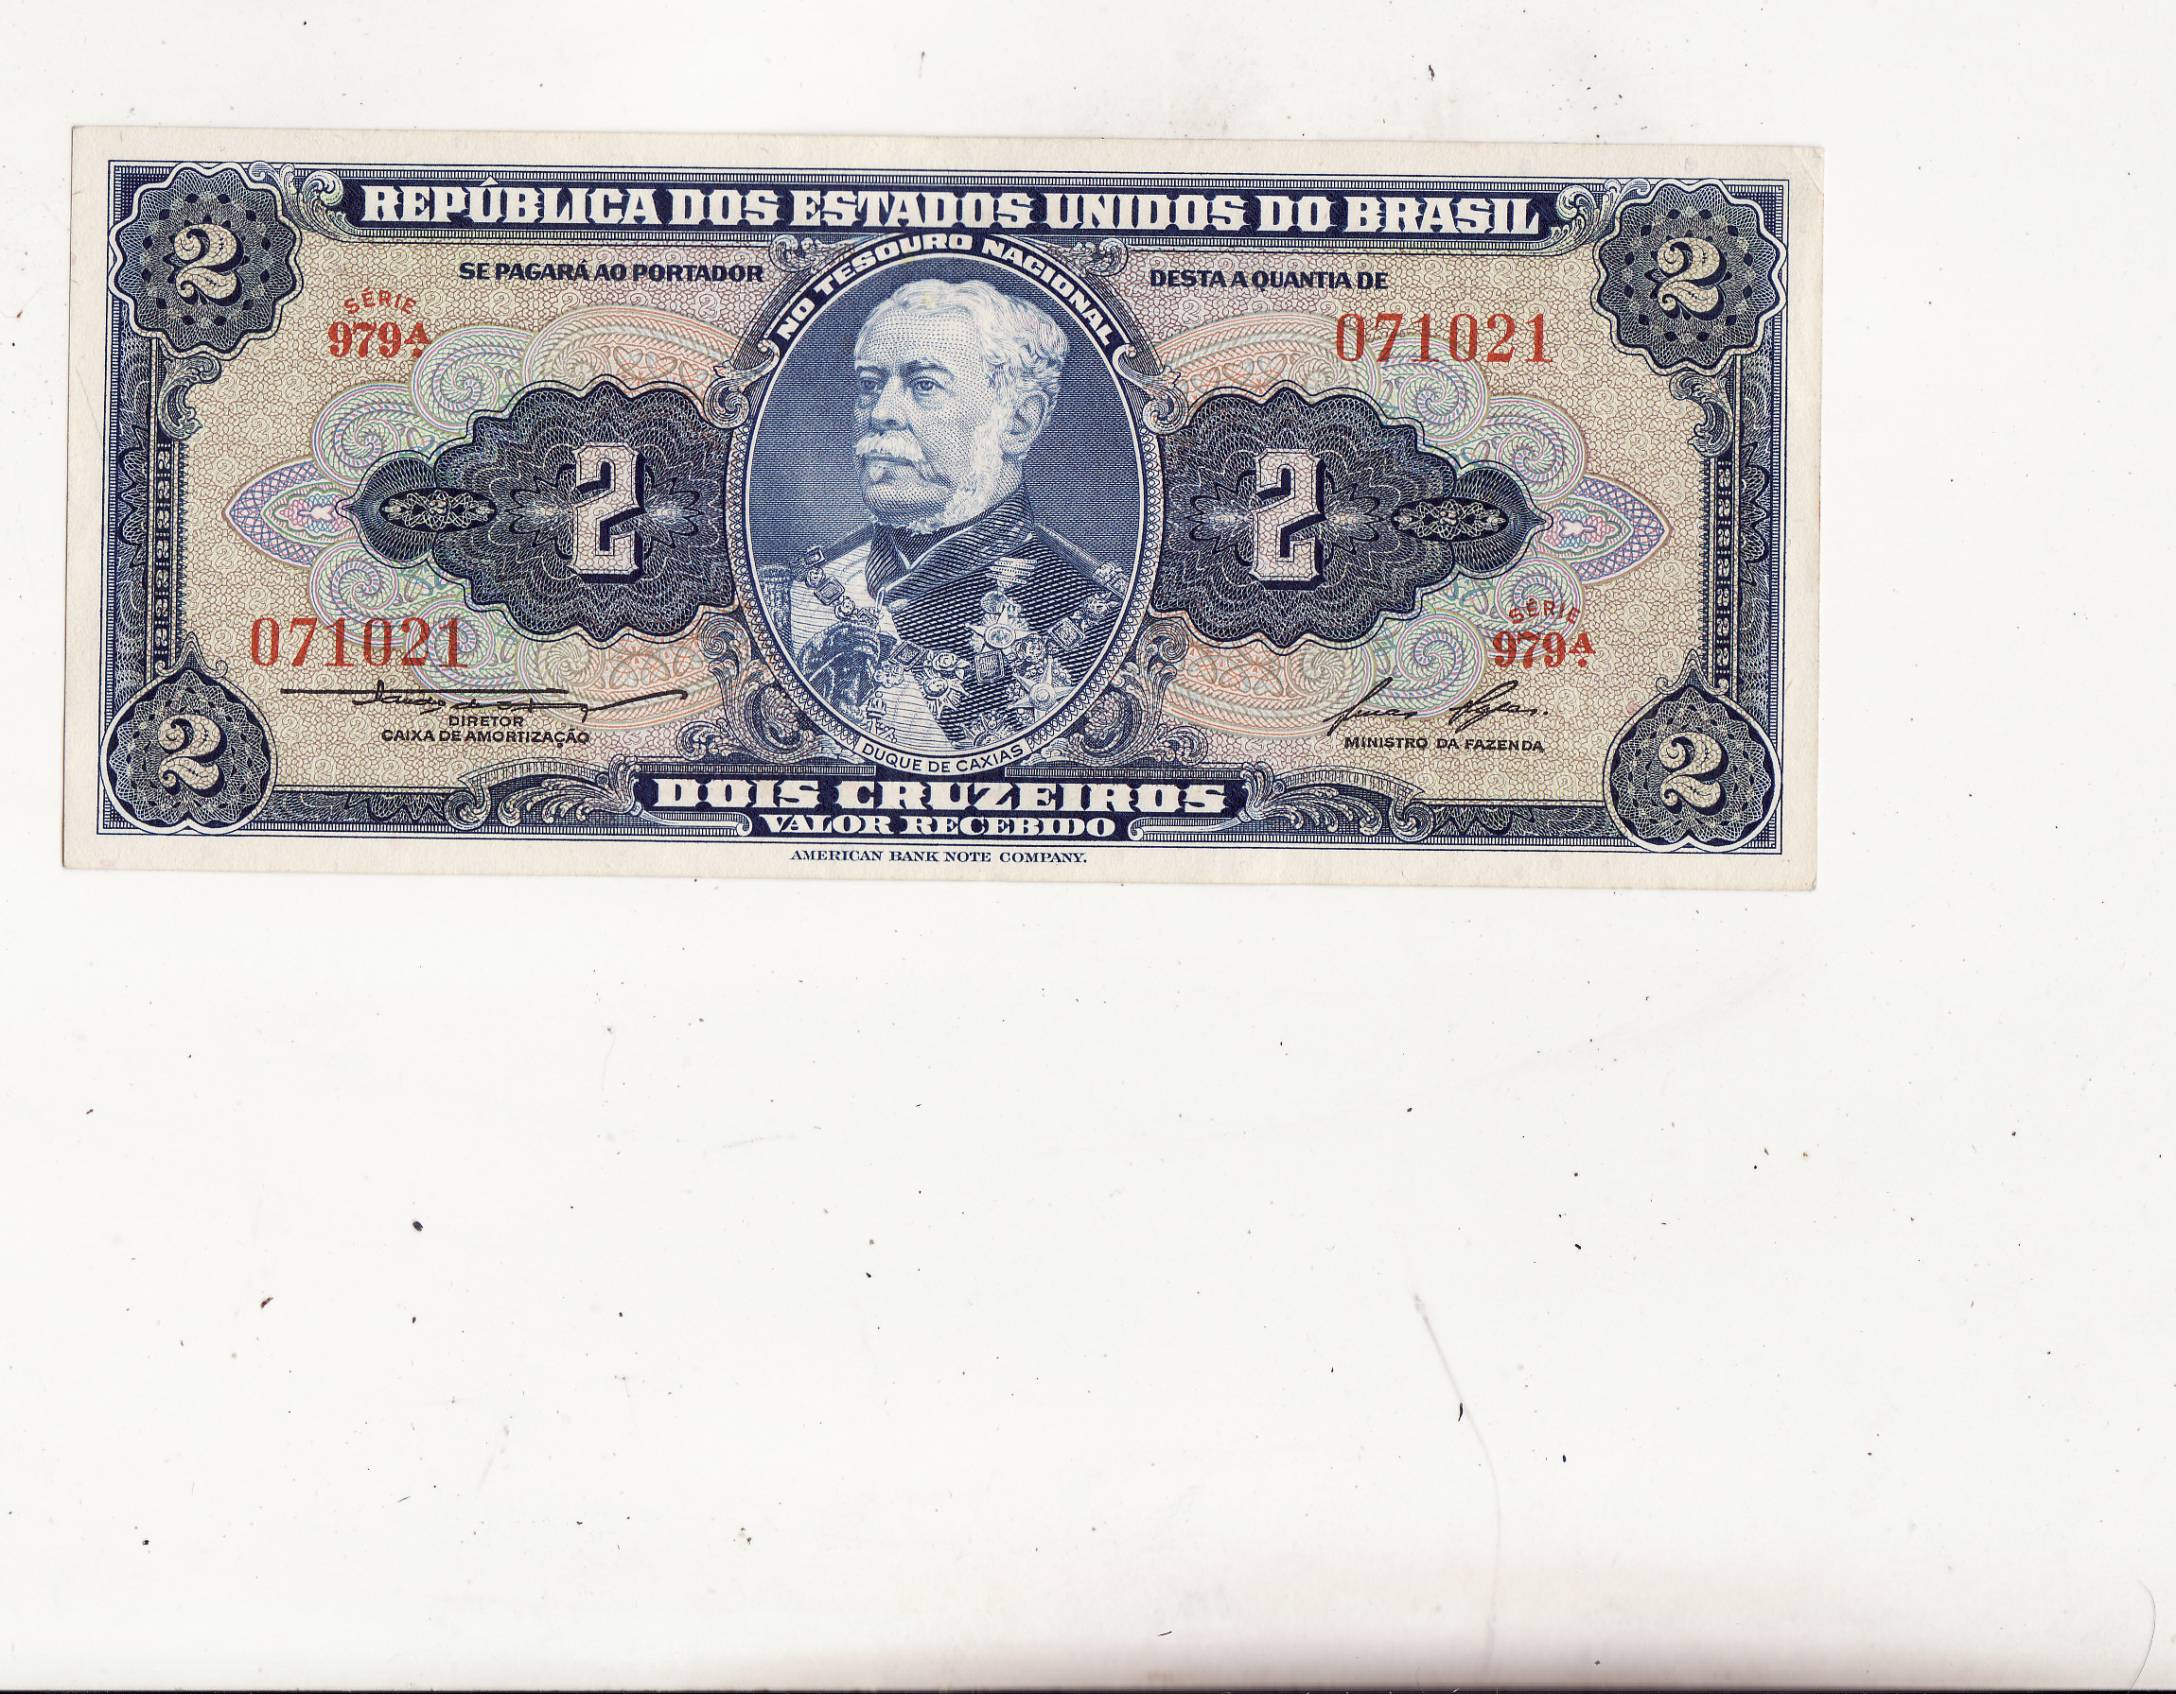 REPÚBLICA DOS ESTADOS UNIDOS DO BRASIL
2
2
NO TESOURO NACIONAL
SE PAGARÁ AO PORTADOR
DESTA A QUANTIA DE
SÉRIE
979A.
071021
2
2
071021
SÉRIE
979A.
DIRETOR
CAIXA DE AMORTIZAÇÃO
MINISTRO DA FAZENDA
DUQUE DE CAXIAS
2
2
DOIS CRUZEIROS
VALOR RECEBIDO
AMERICAN BANK NOTE COMPANY.